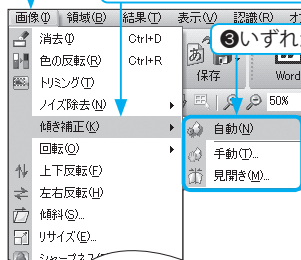 画像(I) 領域(B) 結果(T) 表示(V) 認識(R)
消去(I) Ctrl+D
色の反転(R) Ctrl+R
トリミング(T)
ノイズ除去(N)
傾き補正(K)
回転(O)
上下反転(F)
左右反転(H)
傾斜(S)...
リサイズ(E)...
❸いずれ
保存 Word
50%
自動(N)
手動(T)...
見開き(M)...